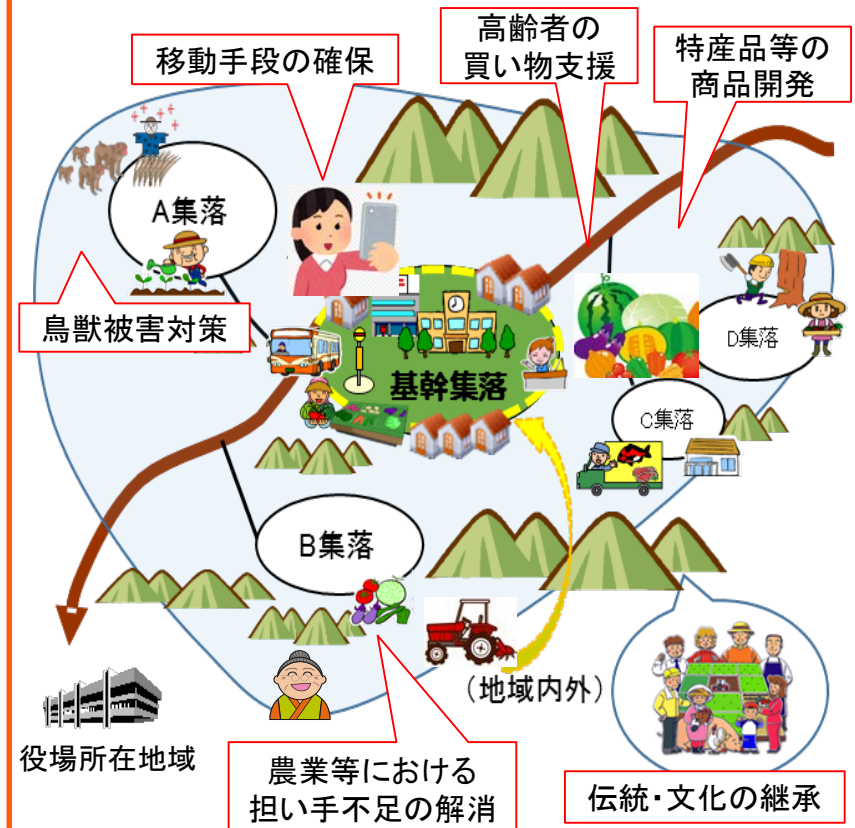 高齢者の
買い物支援
特産品等の
商品開発
移動手段の確保
A集落
鳥獣被害対策
D集落
基幹集落
C集落
B集落
(地域内外)
役場所在地域
農業等における
担い手不足の解消
伝統・文化の継承